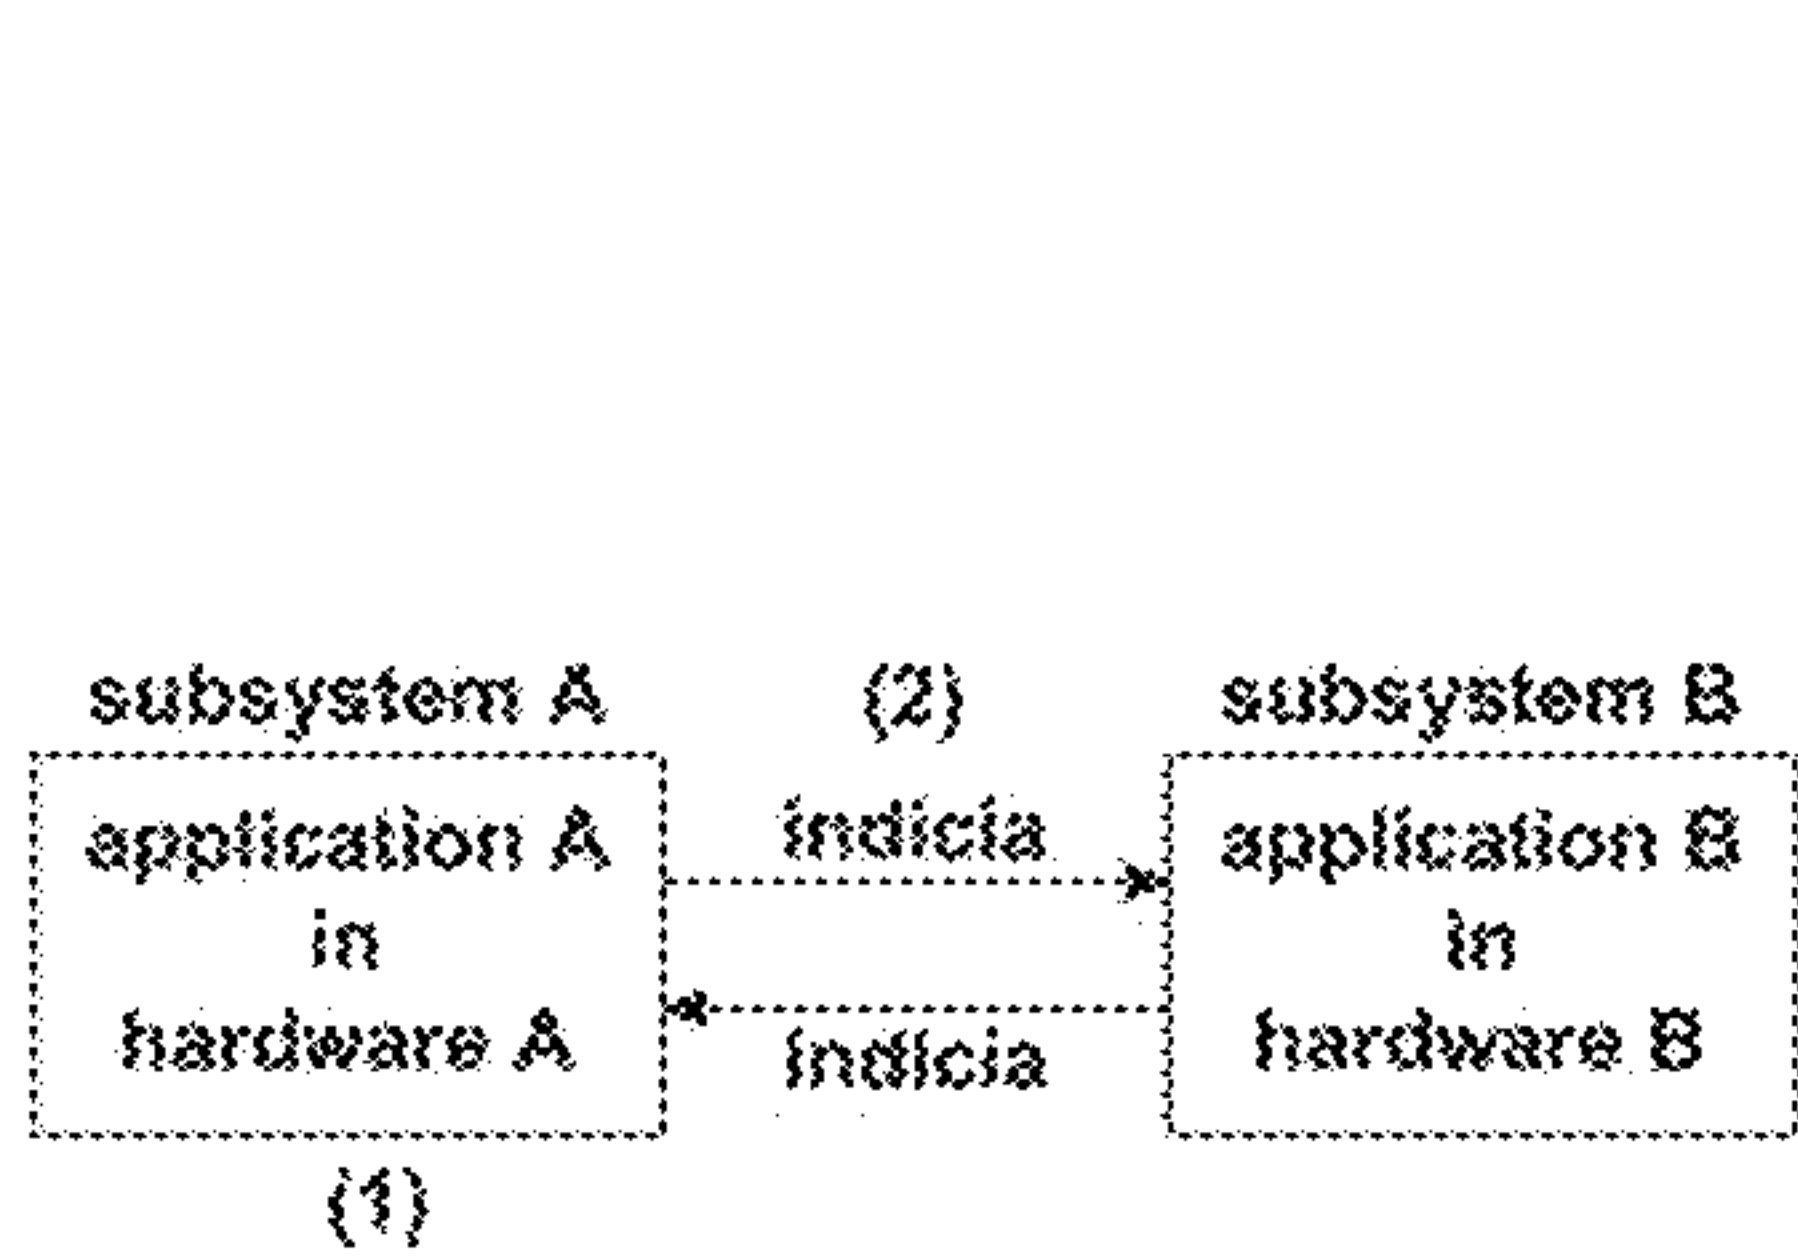 subsystem A
(2)
subsystem B
application A
in
hardware A
indicia
indicia
application B
in
hardware B
(1)